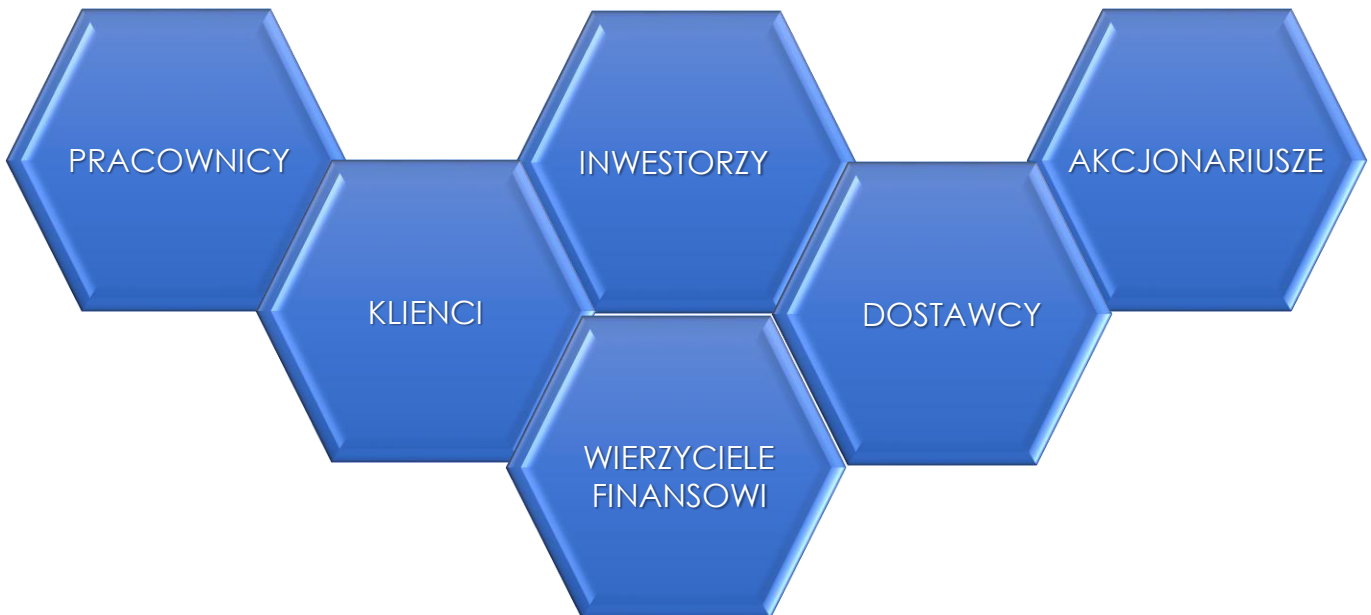 PRACOWNICY
INWESTORZY
AKCJONARIUSZE
KLIENCI
DOSTAWCY
WIERZYCIELE
FINANSOWI